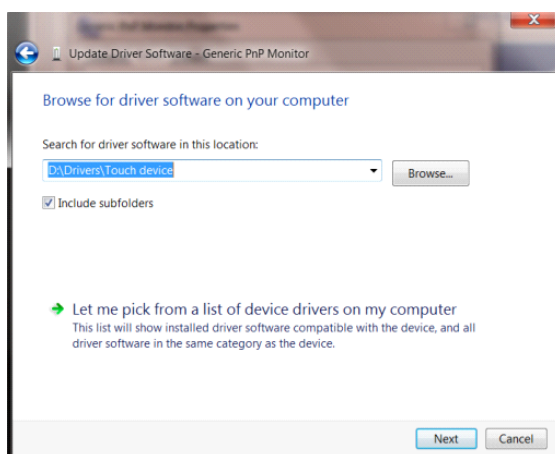 Update Driver Software - Generic PnP Monitor
Browse for driver software on your computer
Search for driver software in this location:
D:\Drivers\Touch device
Browse...
Include subfolders
Let me pick from a list of device drivers on my computer
This list will show installed driver software compatible with the device, and all
driver software in the same category as the device.
Next
Cancel